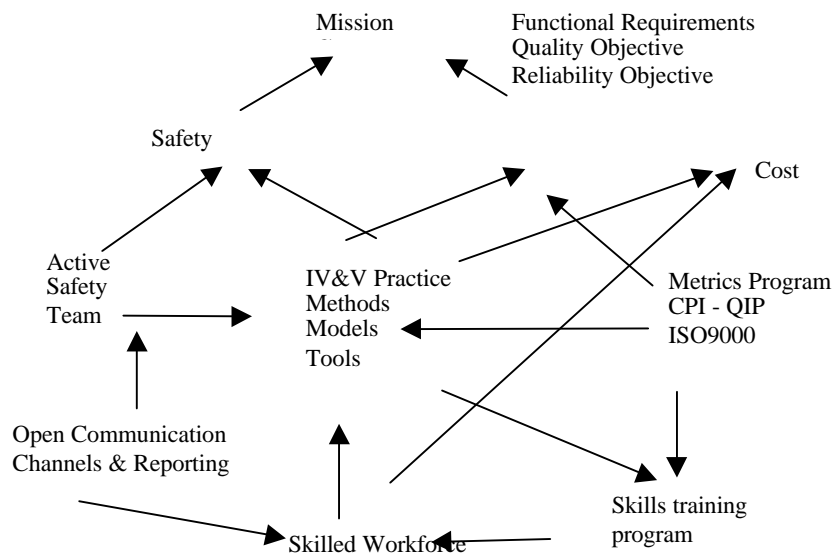 Mission
Functional Requirements
Quality Objective
Reliability Objective
Safety
Cost
Active
Safety
Team
IV&V Practice
Methods
Models
Tools
Metrics Program
CPI - QIP
ISO9000
Open Communication
Channels & Reporting
Skilled Workforce
Skills training
program